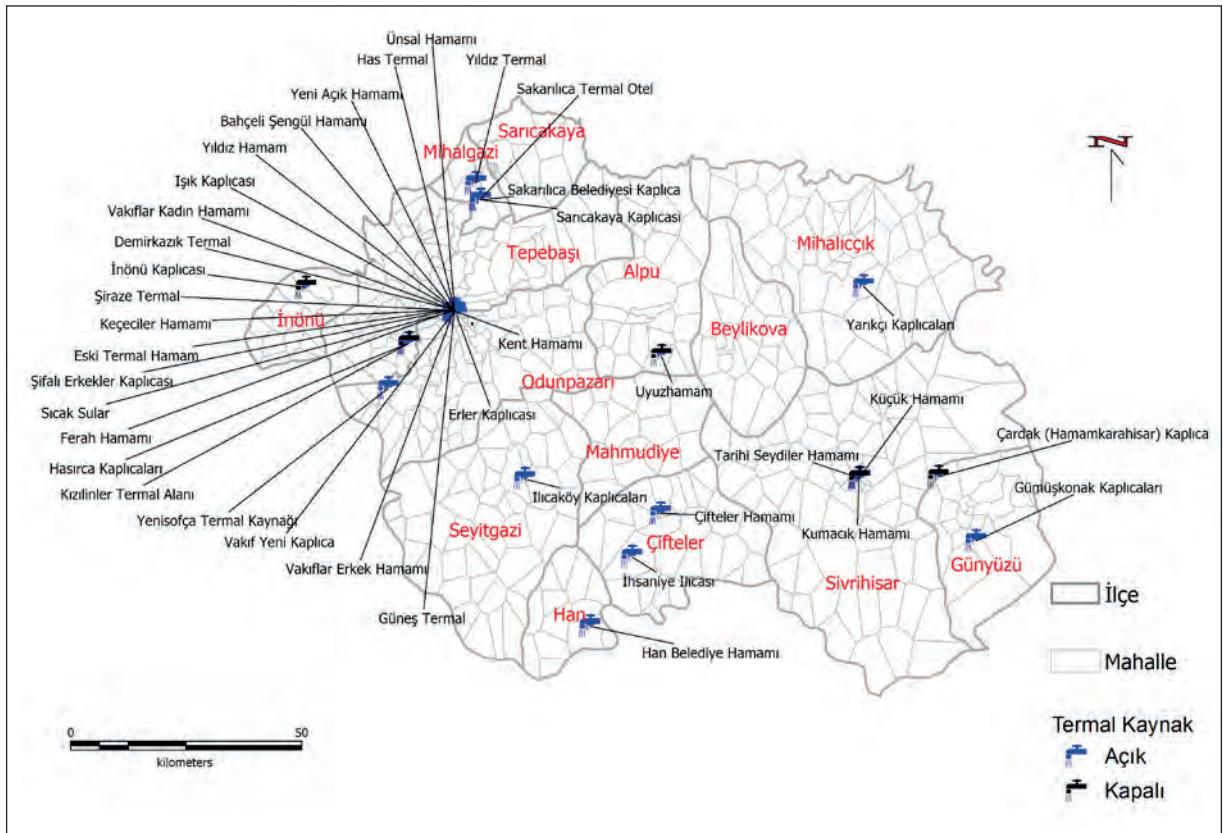 Ünsal Hamamı
Has Termal
Yıldız Termal
Yeni Açık Hamamı
Sakarılıca Termal Otel
Bahçeli Şengül Hamamı
Sarıcakaya
Yıldız Hamam
Mihalgazi
Işık Kaplıcası
Sakarılıca Belediyesi Kaplıca
Vakıflar Kadın Hamamı
Sarıcakaya Kaplıcası
Demirkazık Termal
Tepebaşı
Mihalıççık
İnönü Kaplıcası
Alpu
Şiraze Termal
İnönü
Keçeciler Hamamı
Yarıkçı Kaplıcaları
Beylikova
Eski Termal Hamam
Kent Hamamı
Şifalı Erkekler Kaplıcası
Odunpazarı
Uyuzhamam
Sıcak Sular
Erler Kaplıcası
Küçük Hamamı
Ferah Hamamı
Çardak (Hamamkarahisar) Kaplıca
Hasırca Kaplıcaları
Mahmudiye
Tarihi Seydiler Hamamı
Kızılinler Termal Alanı
Gümüşkonak Kaplıcaları
Ilıcaköy Kaplıcaları
Yenisofça Termal Kaynağı
Çifteler Hamamı
Seyitgazi
Kumacık Hamamı
Vakıf Yeni Kaplıca
Çifteler
Vakıflar Erkek Hamamı
Günyüzü
İhsaniye Ilıcası
Sivrihisar
Güneş Termal
Han
İlçe
Han Belediye Hamamı
Mahalle
0 50
kilometers
Termal Kaynak
Açık
Kapalı
N